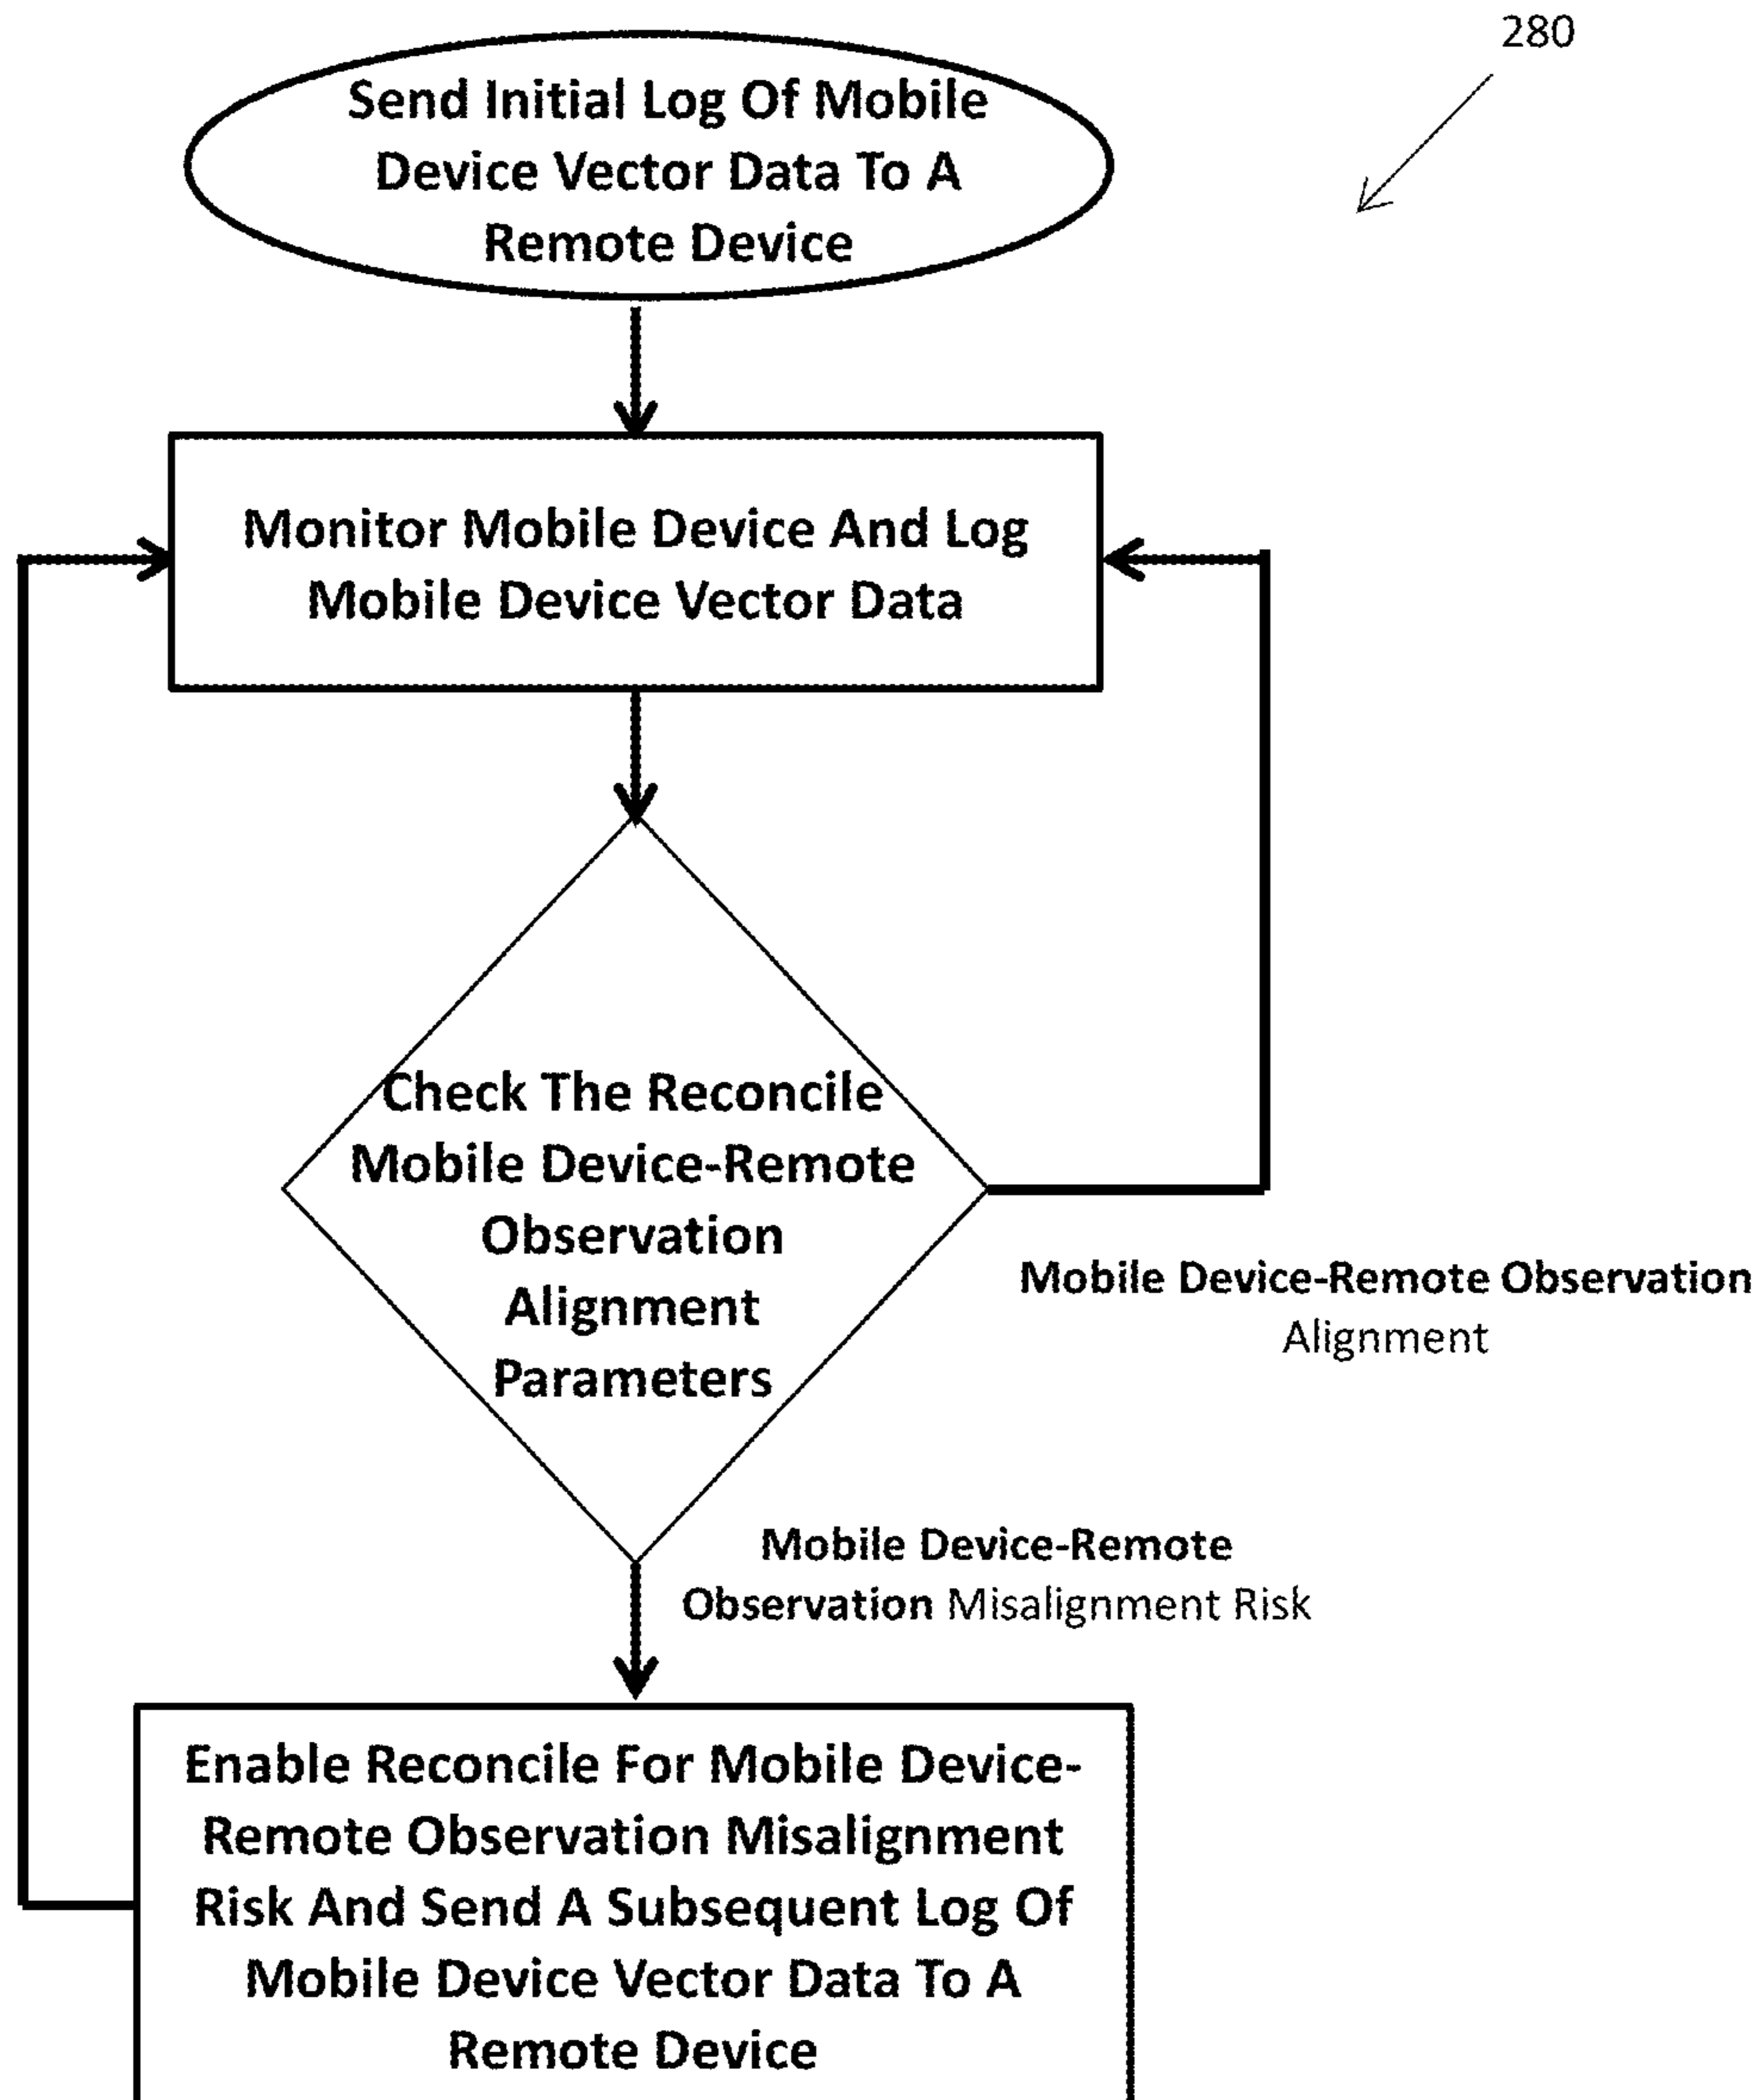 280
Send Initial Log Of Mobile
Device Vector Data To A
Remote Device
Monitor Mobile Device And Log
Mobile Device Vector Data
Check The Reconcile
Mobile Device-Remote
Observation
Alignment
Parameters
Mobile Device-Remote Observation
Alignment
Mobile Device-Remote
Observation Misalignment Risk
Enable Reconcile For Mobile Device-
Remote Observation Misalignment
Risk And Send A Subsequent Log Of
Mobile Device Vector Data To A
Remote Device